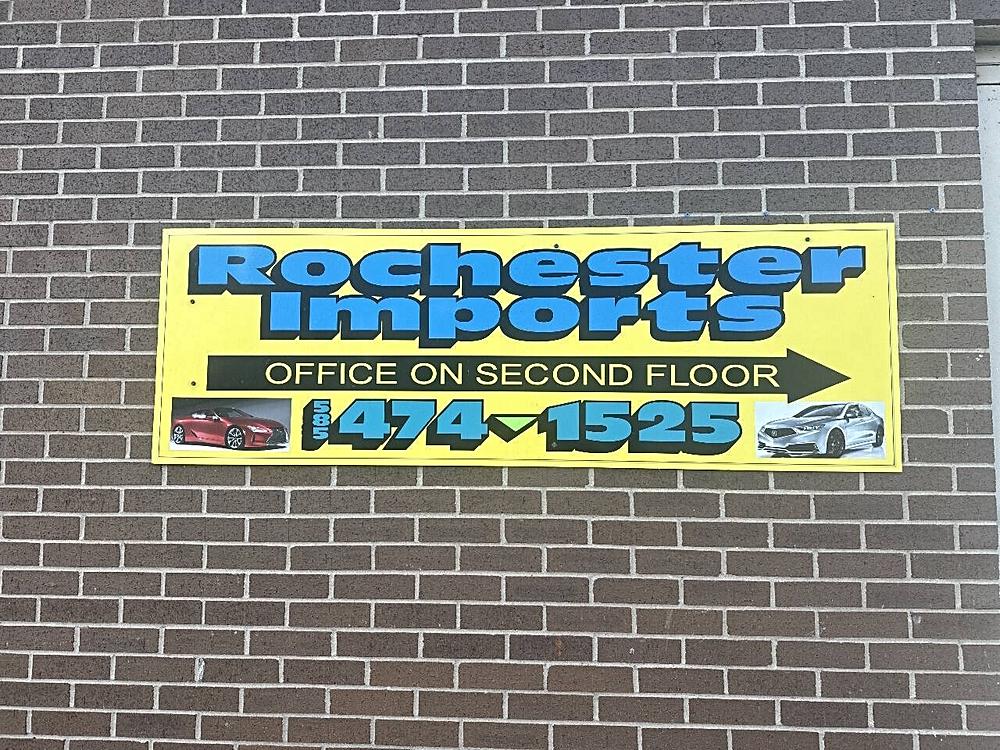 Rochester
Imports
OFFICE ON SECOND FLOOR
585 474-1525